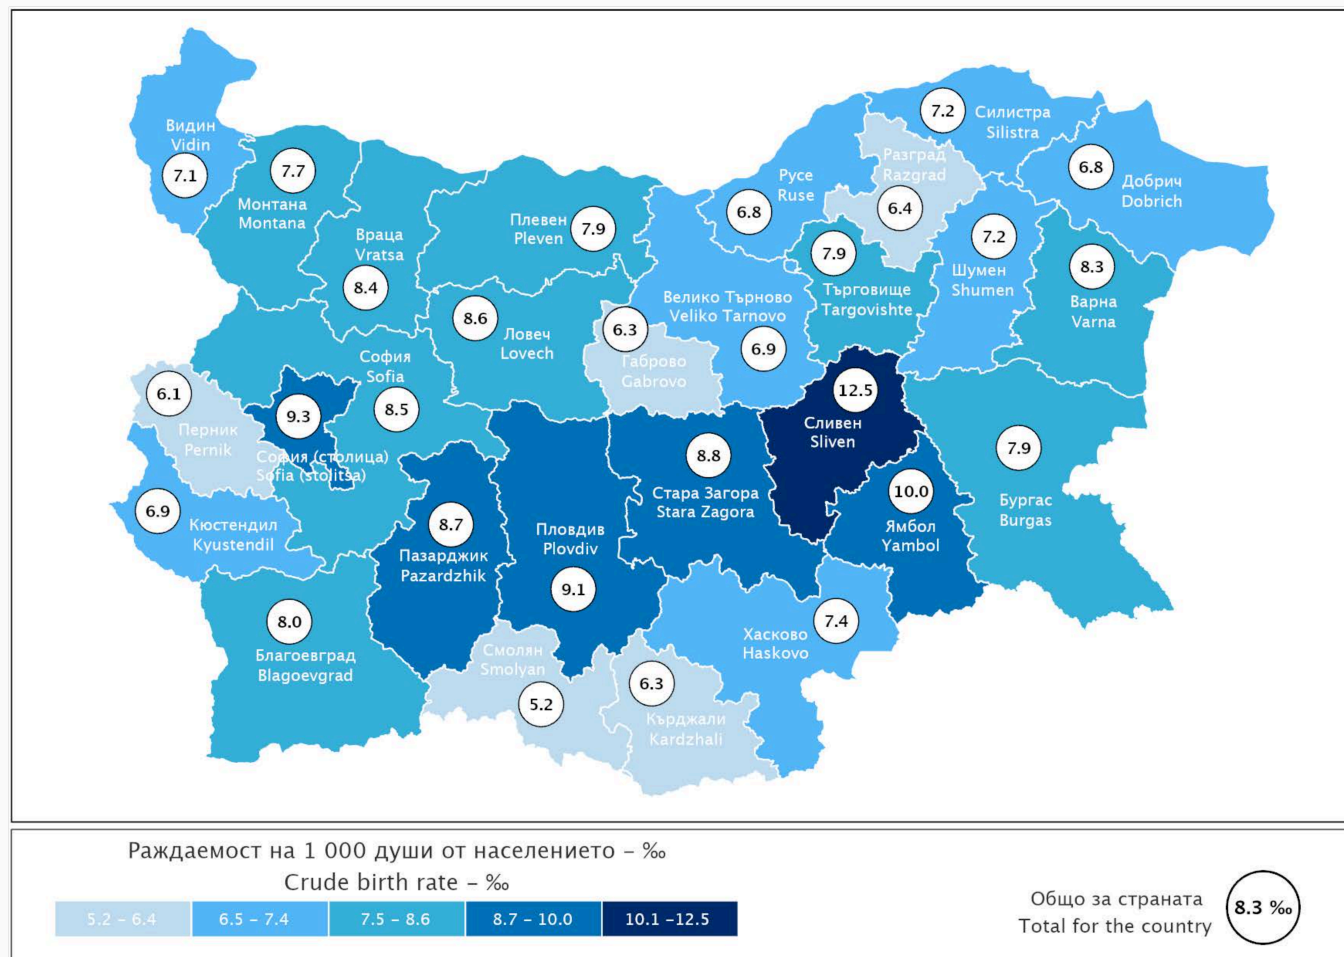 Видин
Vidin
7.1
7.7
Монтана
Montana
Враца
Vratsa
8.4
Плевен
Pleven
7.9
8.6
Ловеч
Lovech
Велико Търново
Veliko Tarnovo
6.9
6.3
Габрово
Gabrovo
Русе
Ruse
6.8
7.2
Силистра
Silistra
Разград
Razgrad
6.4
6.8
Добрич
Dobrich
7.9
Търговище
Targovishte
7.2
Шумен
Shumen
8.3
Варна
Varna
София
Sofia
8.5
6.1
Перник
Pernik
9.3
София (столица)
Sofia (stolitsa)
6.9
Кюстендил
Kyustendil
8.7
Пазарджик
Pazardzhik
Пловдив
Plovdiv
9.1
8.8
Стара Загора
Stara Zagora
12.5
Сливен
Sliven
10.0
Ямбол
Yambol
7.9
Бургас
Burgas
8.0
Благоевград
Blagoevgrad
Смолян
Smolyan
5.2
6.3
Кърджали
Kardzhali
7.4
Хасково
Haskovo
Раждаемост на 1 000 души от населението – ‰
Crude birth rate – ‰
5.2 – 6.4
6.5 – 7.4
7.5 –8.6
8.7 – 10.0
10.1 –12.5
Общо за страната
Total for the country
8.3 ‰